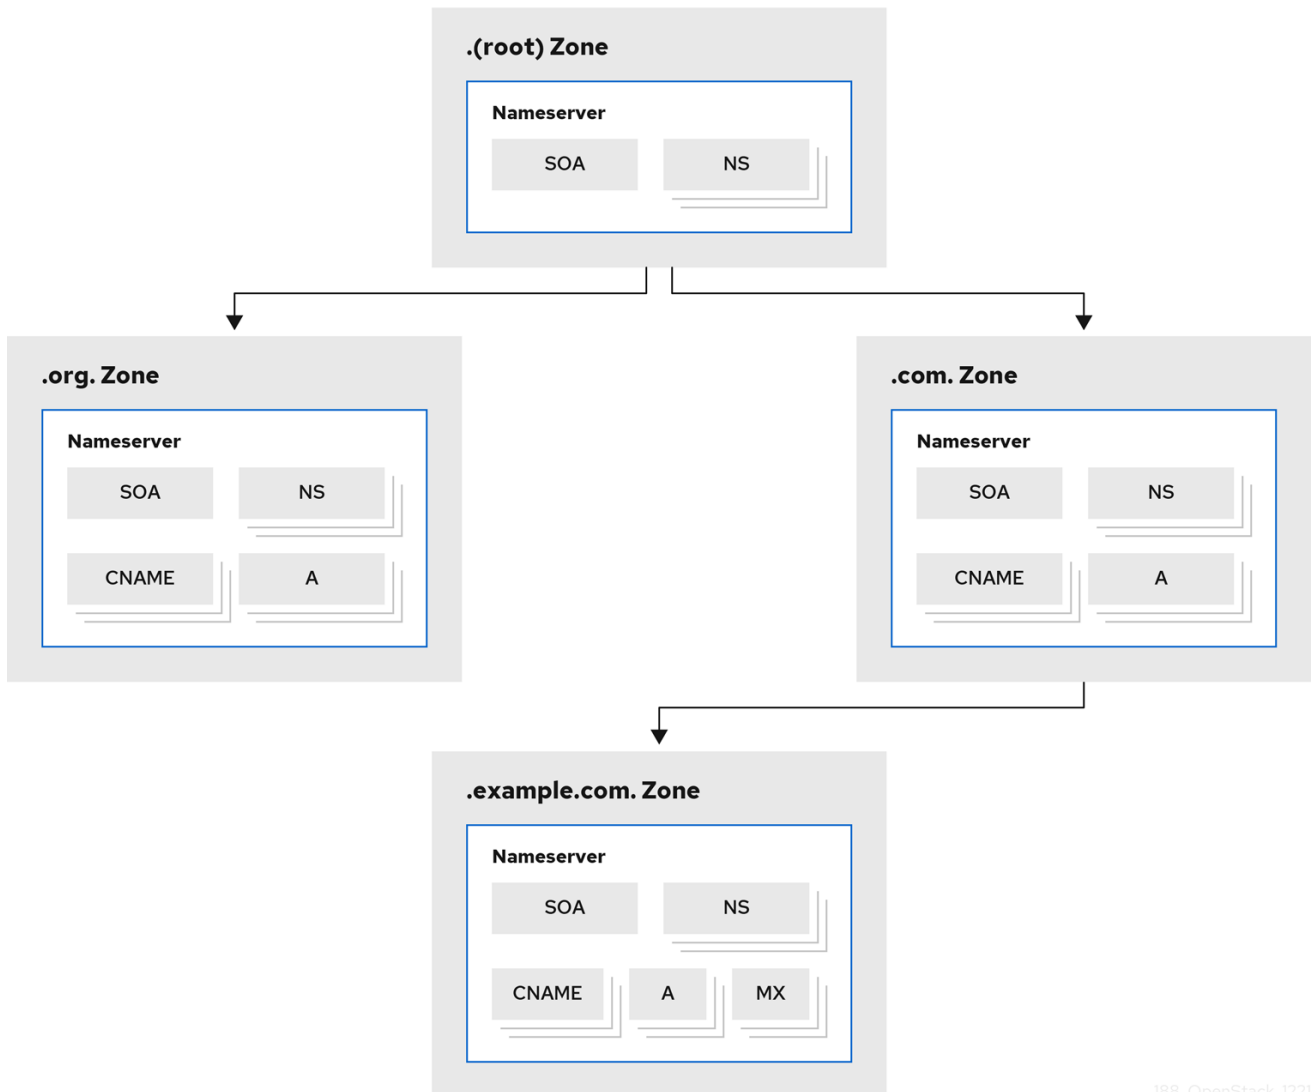 .(root) Zone
Nameserver
SOA NS
.org. Zone
Nameserver
SOA NS
CNAME A
.com. Zone
Nameserver
SOA NS
CNAME A
.example.com. Zone
Nameserver
SOA NS
CNAME A MX